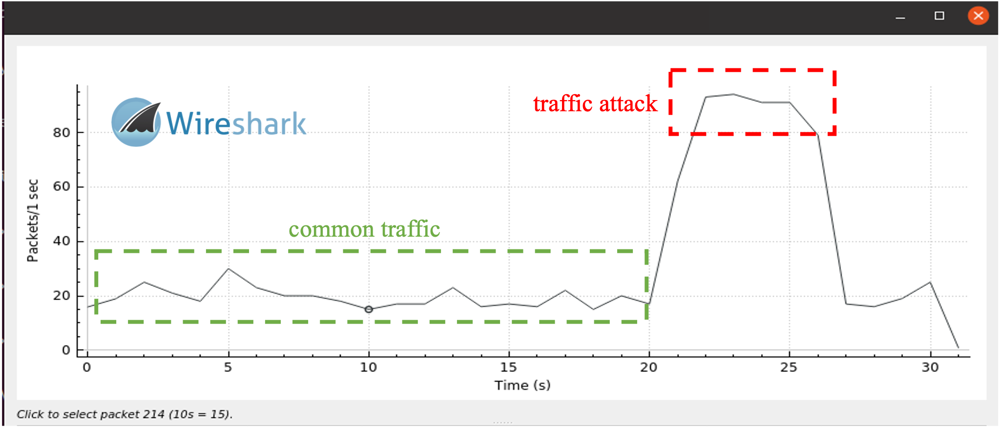 traffic attack
Wireshark
80
60
common traffic
40
20
0
Packets/1 sec
0 5 10 15 20 25 30
Time (s)
Click to select packet 214 (10s = 15).